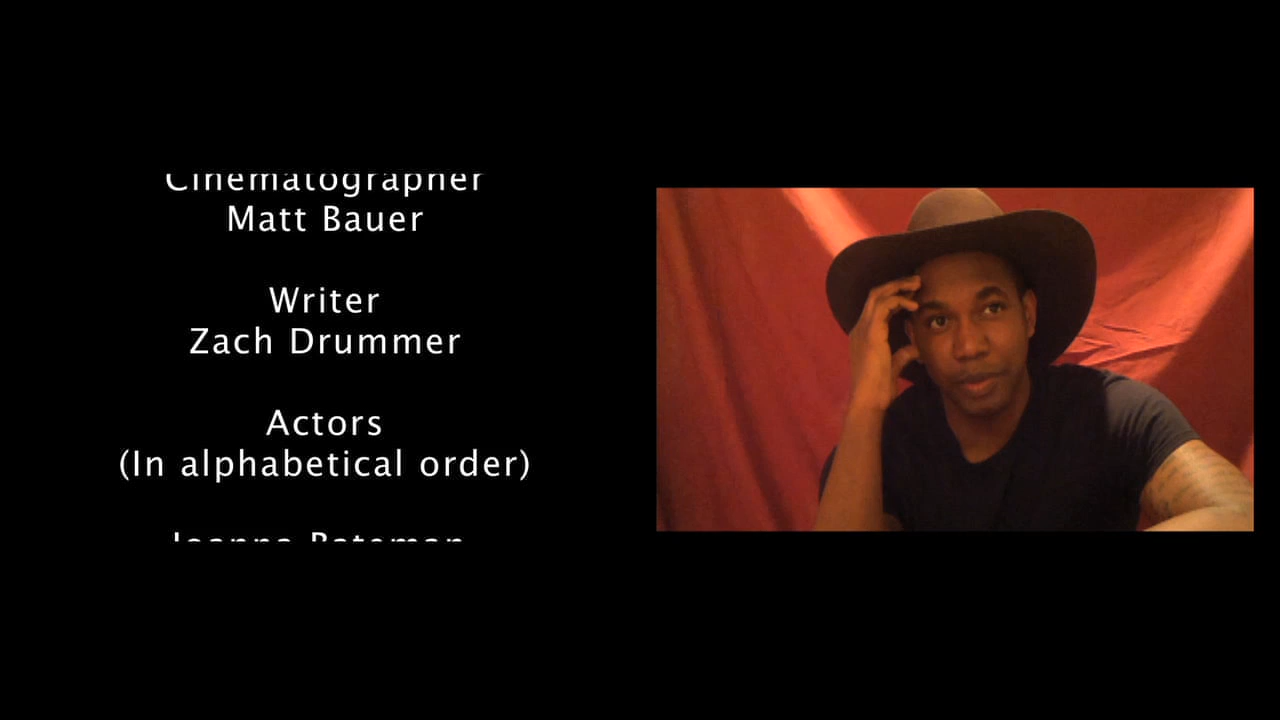 Cinematographer
Matt Bauer
Writer
Zach Drummer
Actors
(In alphabetical order)